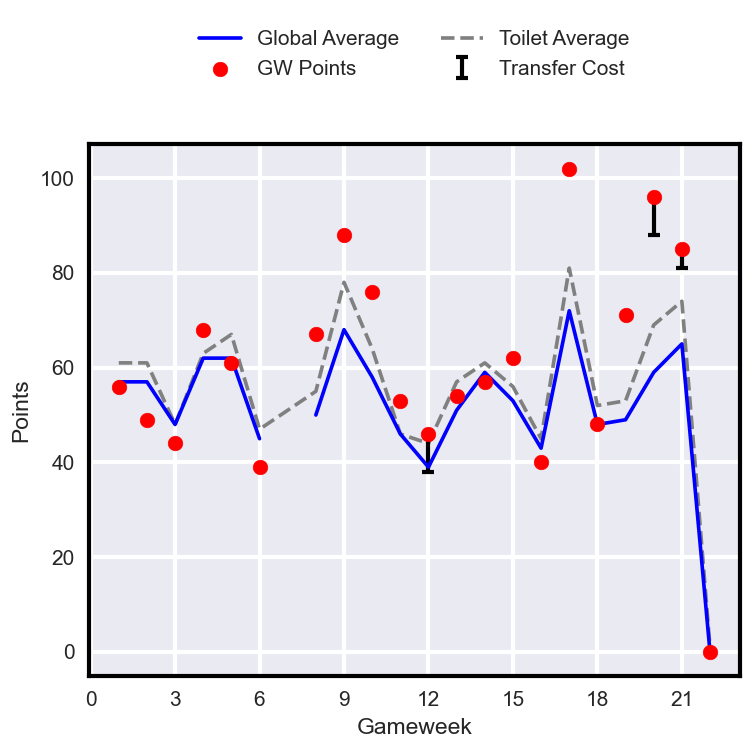 Global Average
Toilet Average
GW Points
Transfer Cost
100
80
60
40
20
0
Points
0 3 6 9 12 15 18 21
Gameweek